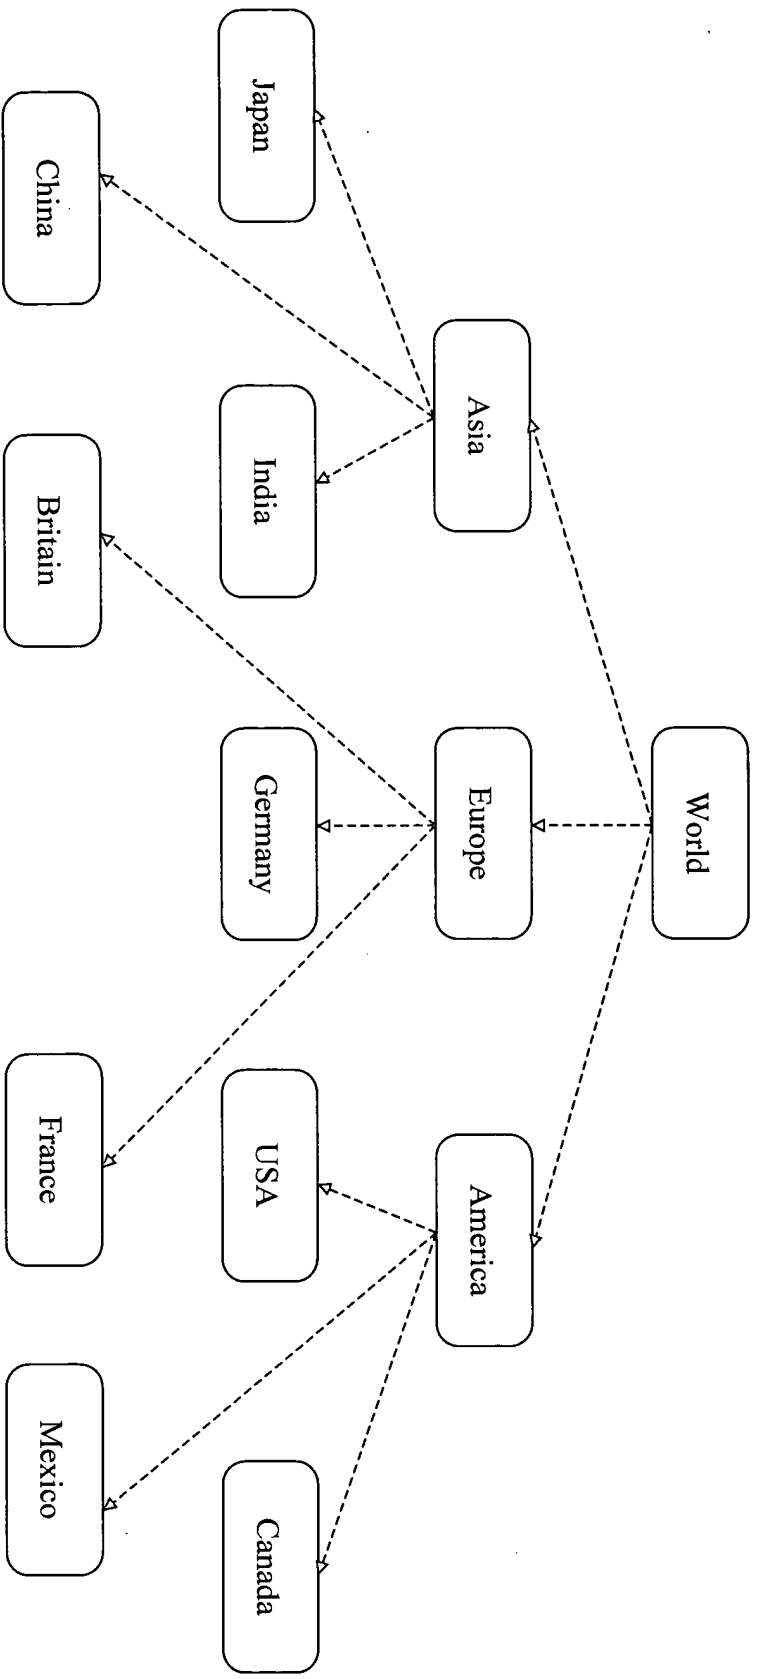 World
Asia
Europe
America
Japan
India
Germany
USA
Canada
China
Britain
France
Mexico